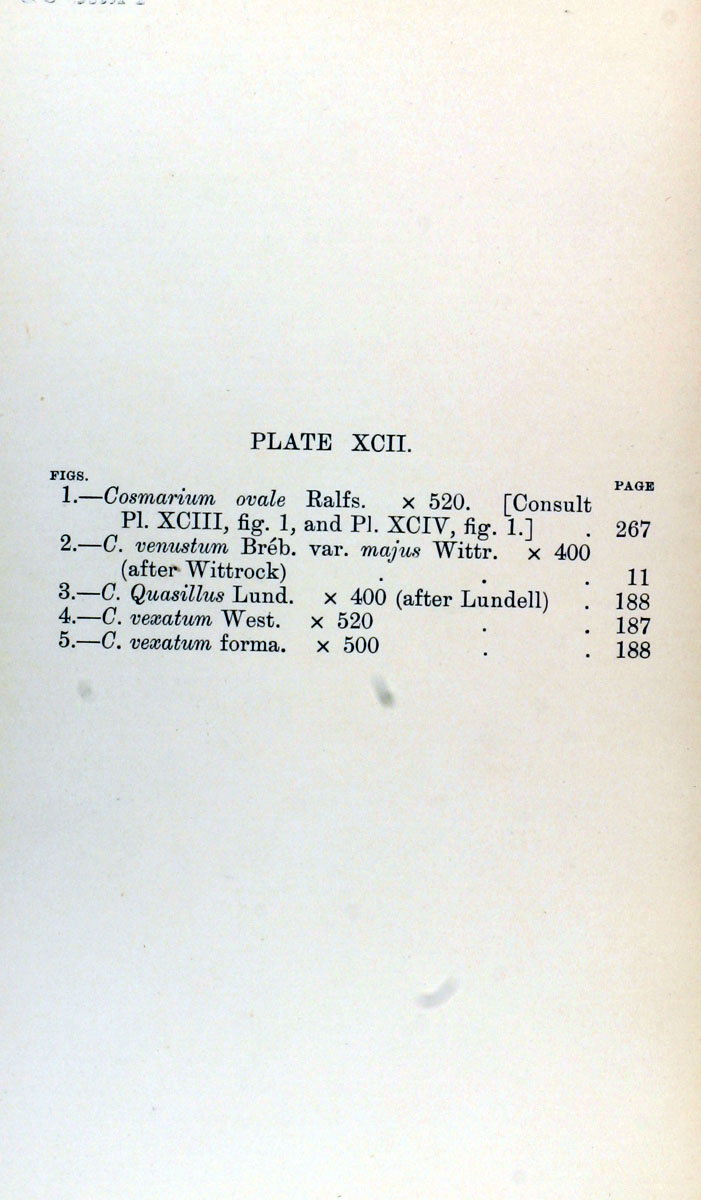 PLATE XCII.
FIGS.
PAGE
1.—Cosmarium ovale Ralfs. × 520. [Consult
Pl. XCIII, fig. 1, and Pl. XCIV, fig. 1.] . 267
2.—C. venustum Bréb. var. majus Wittr. × 400
(after Wittrock) . . . 11
3.—C. Quasillus Lund. × 400 (after Lundell) . 188
4.—C. vexatum West. × 520 . . 187
5.—C. vexatum forma. × 500 . . 188